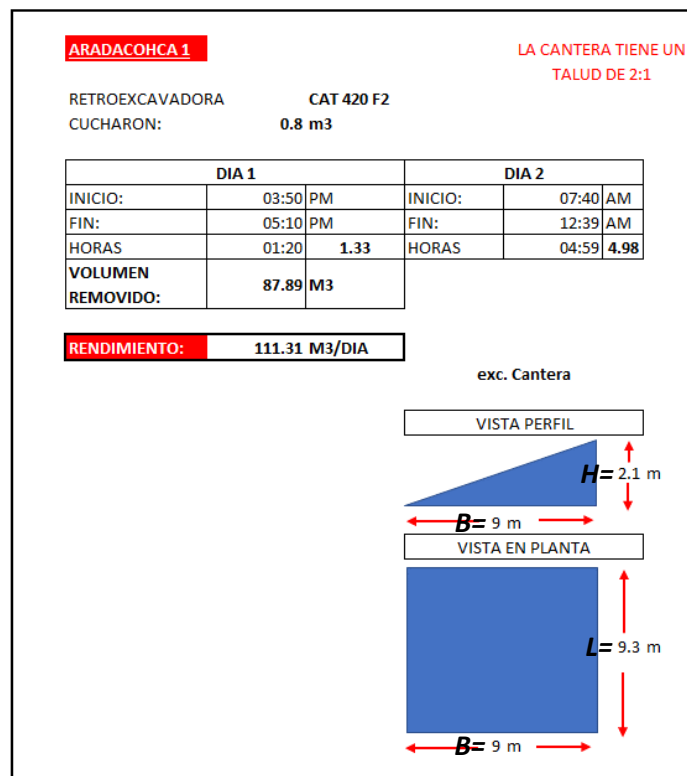 ARADACOHCA 1
LA CANTERA TIENE UN
TALUD DE 2:1
RETROEXCAVADORA CAT 420 F2
CUCHARON: 0.8 m3
DIA 1 DIA 2
INICIO: 03:50 PM INICIO: 07:40 AM
FIN: 05:10 PM FIN: 12:39 AM
HORAS 01:20 1.33 HORAS 04:59 4.98
VOLUMEN
REMOVIDO: 87.89 M3
RENDIMIENTO: 111.31 M3/DIA
exc. Cantera
VISTA PERFIL
H= 2.1 m
B= 9 m
VISTA EN PLANTA
L= 9.3 m
B= 9 m